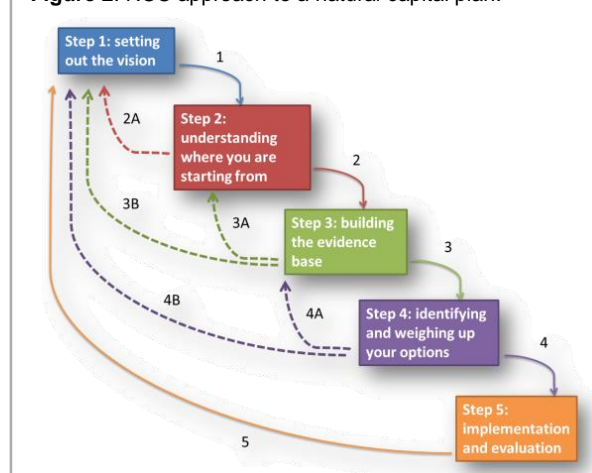 Figure 2: HCC approach to a natural capital plan.
Step 1: setting
out the vision
1
2A
Step 2:
understanding
where you are
starting from
2
3B
3A
Step 3: building
the evidence
base
3
4B
4A
Step 4: identifying
and weighing up
your options
4
Step 5:
implementation
and evaluation
5